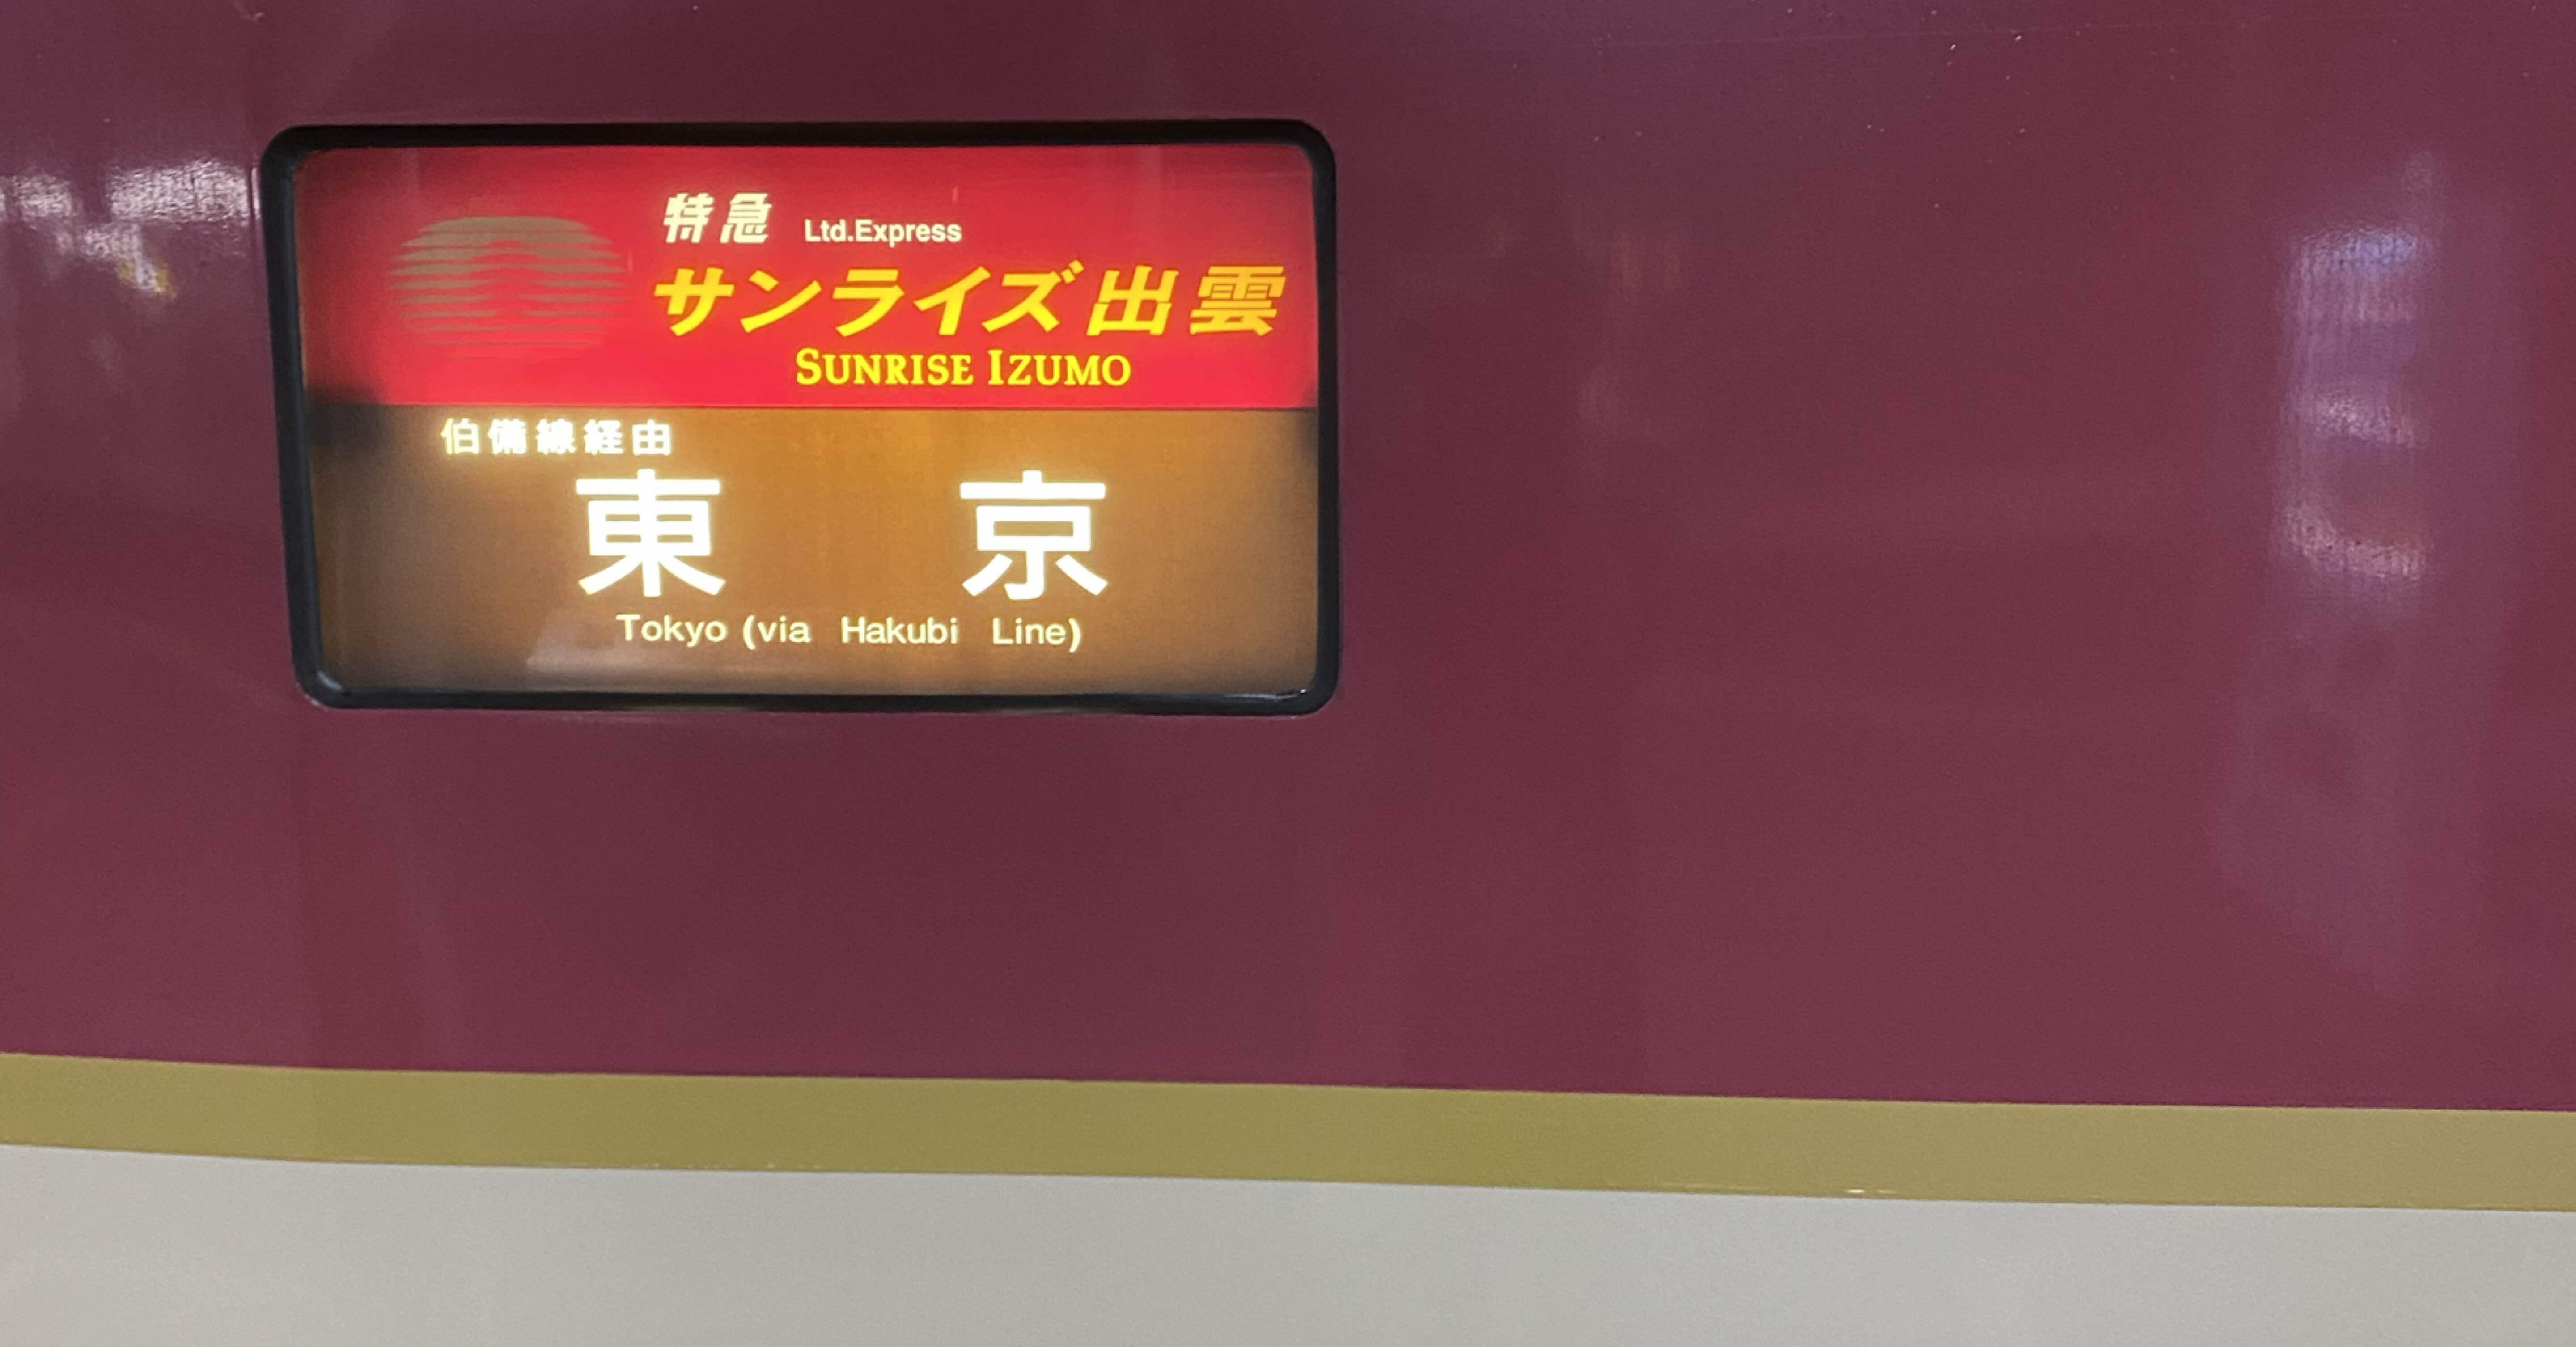 特急 Ltd.Express
サンライズ出雲
SUNRISE IZUMO
伯備線経由
東京
Tokyo (via Hakubi Line)